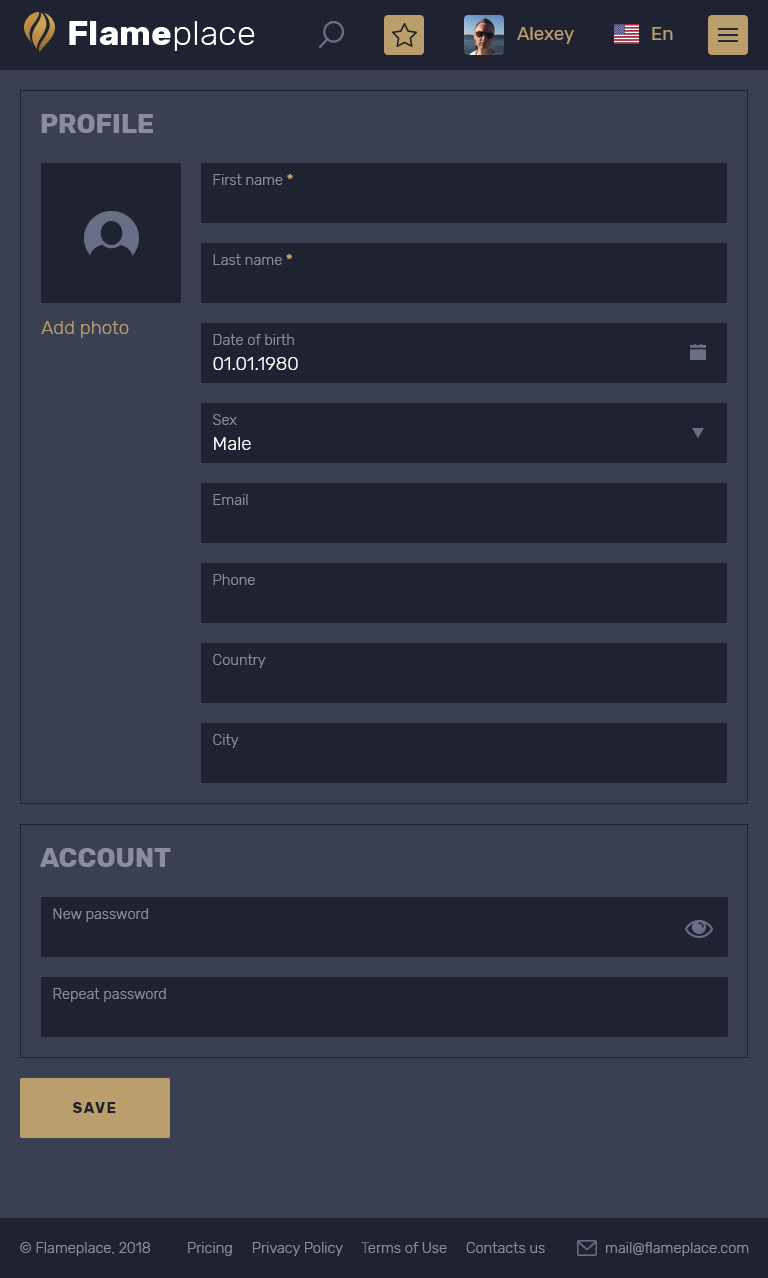 Flameplace
Alexey
En
PROFILE
First name *
Last name *
Add photo
Date of birth
01.01.1980
Sex
Male
Email
Phone
Country
City
ACCOUNT
New password
Repeat password
SAVE
© Flameplace, 2018 Pricing Privacy Policy Terms of Use Contacts us mail@flameplace.com